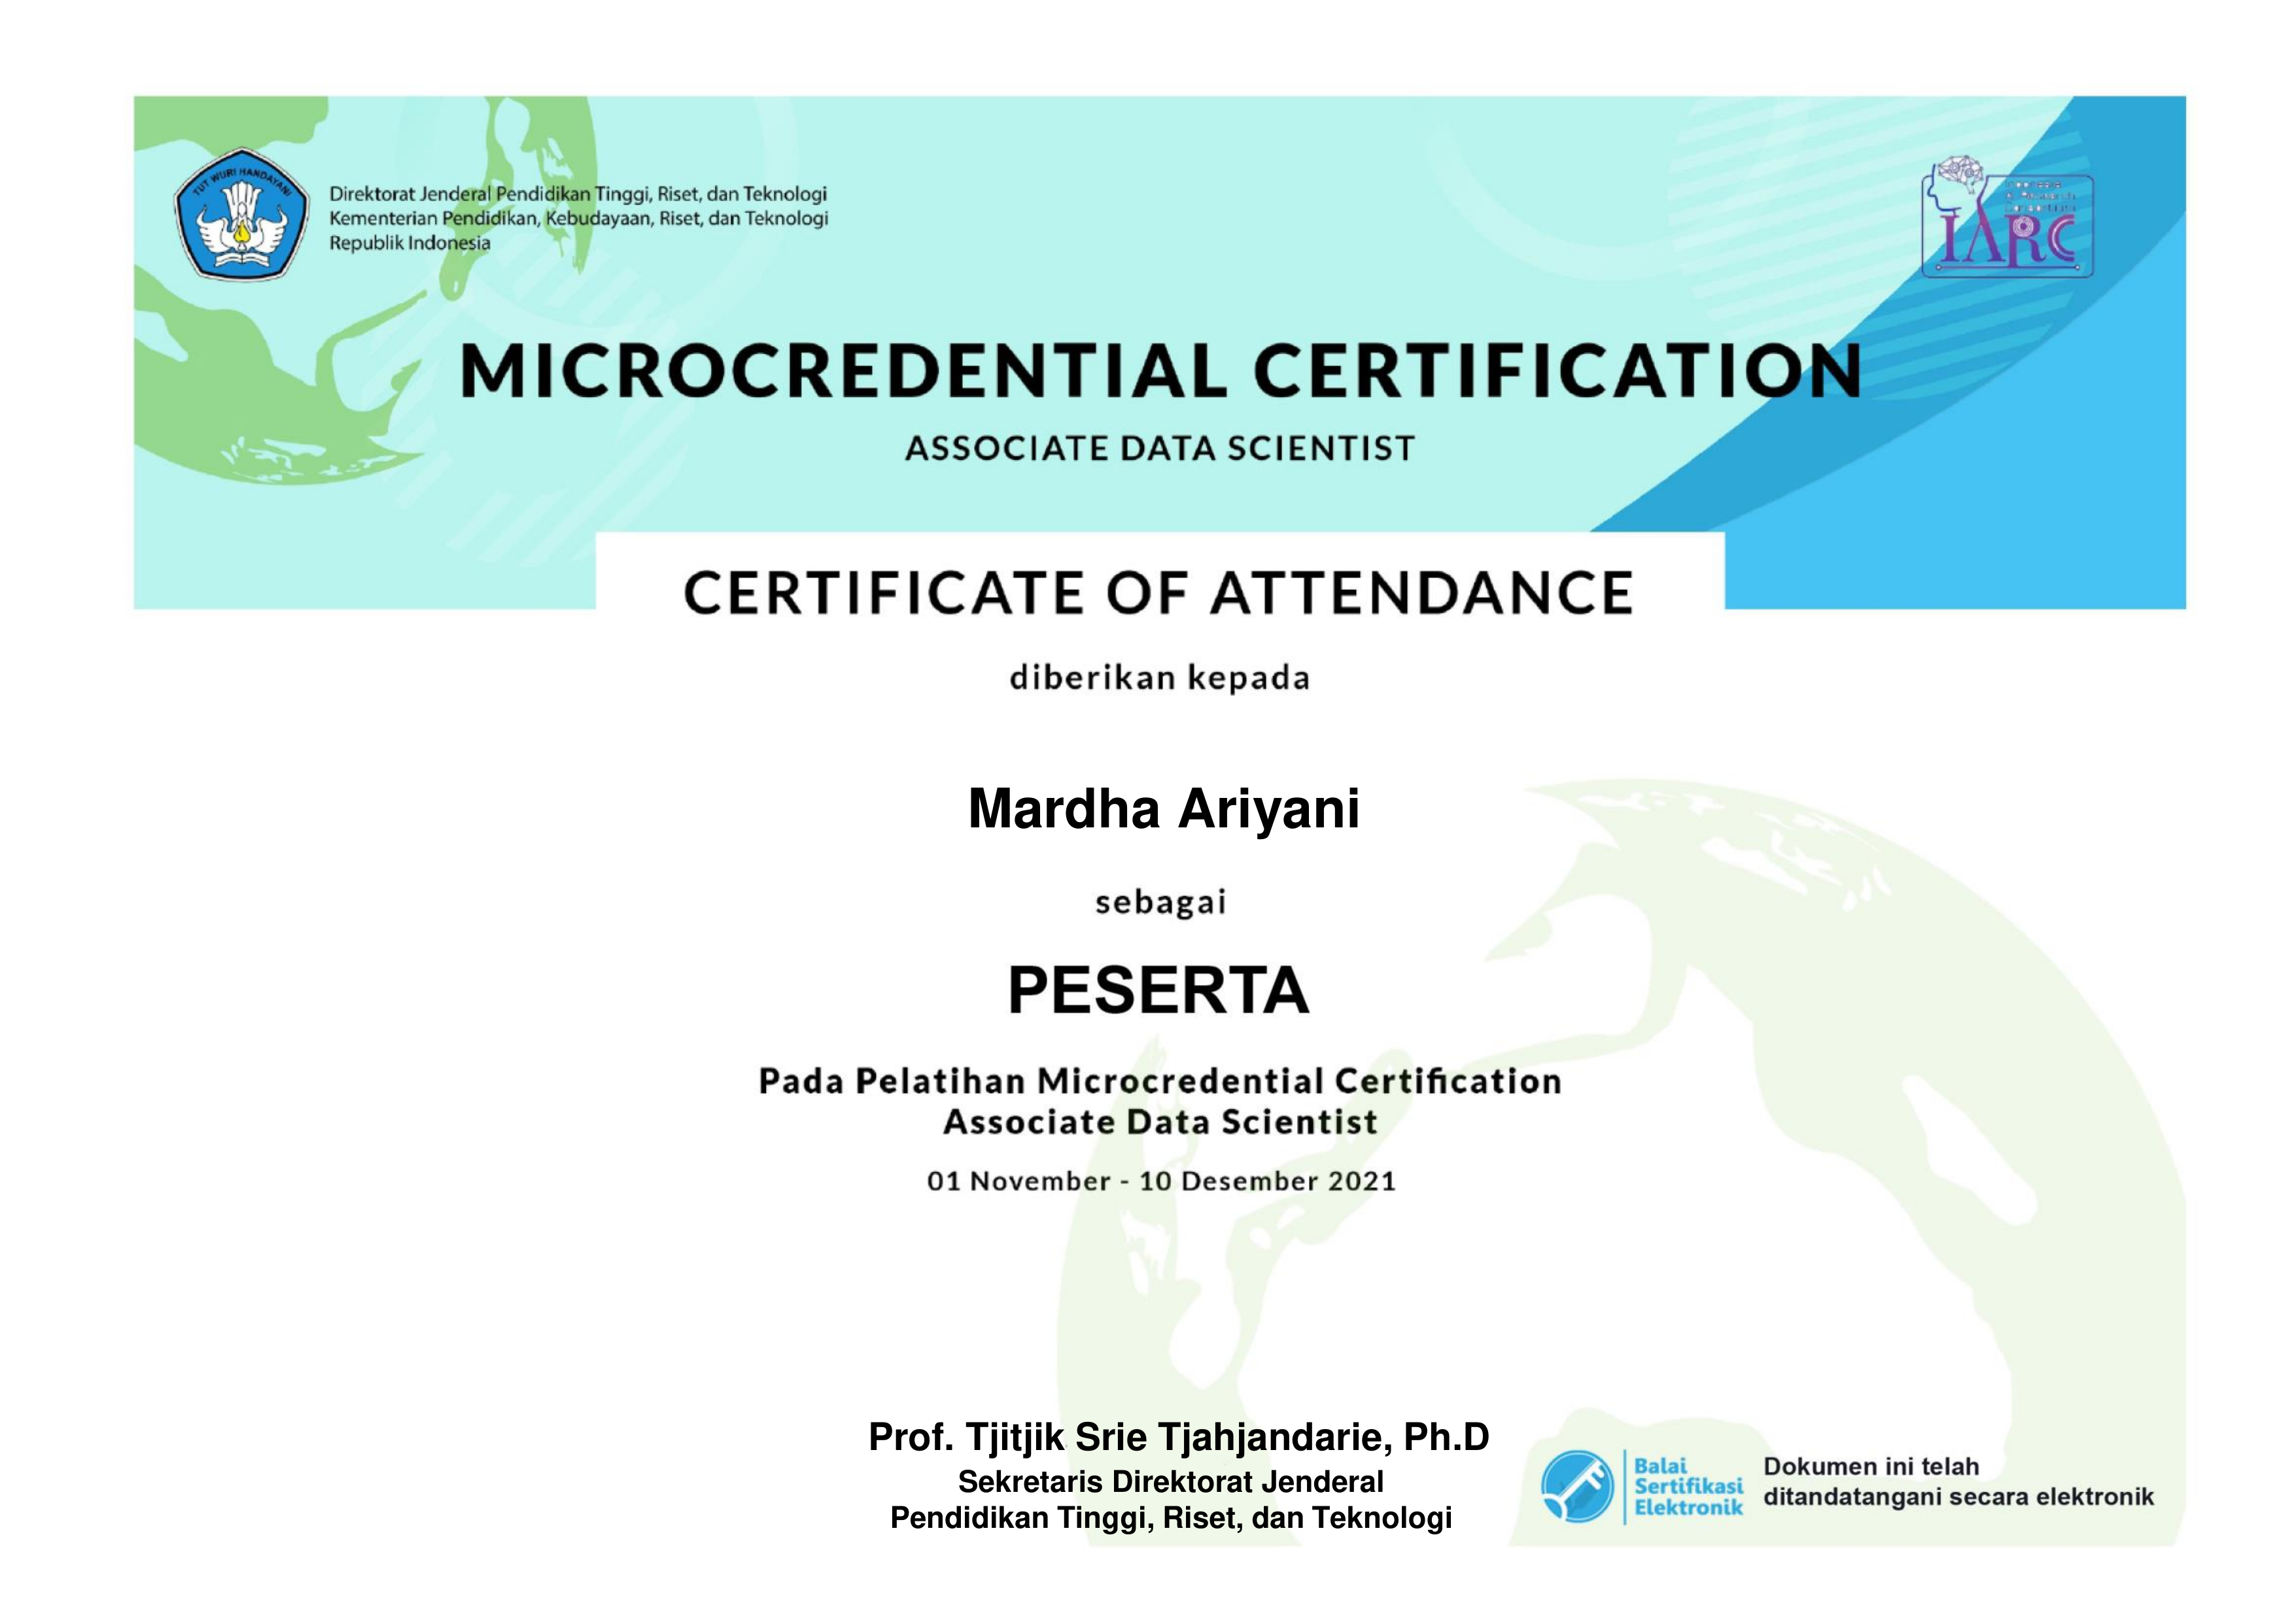 TUT WURI HANDAYANI
Direktorat Jenderal Pendidikan Tinggi, Riset, dan Teknologi
Kementerian Pendidikan, Kebudayaan, Riset, dan Teknologi
Republik Indonesia
IARC
MICROCREDENTIAL CERTIFICATION
ASSOCIATE DATA SCIENTIST
CERTIFICATE OF ATTENDANCE
diberikan kepada
Mardha Ariyani
sebagai
PESERTA
Pada Pelatihan Microcredential Certification
Associate Data Scientist
01 November - 10 Desember 2021
Prof. Tjitjik Srie Tjahjandarie, Ph.D
Sekretaris Direktorat Jenderal
Pendidikan Tinggi, Riset, dan Teknologi
Balai
Sertifikasi
Elektronik
Dokumen ini telah
ditandatangani secara elektronik